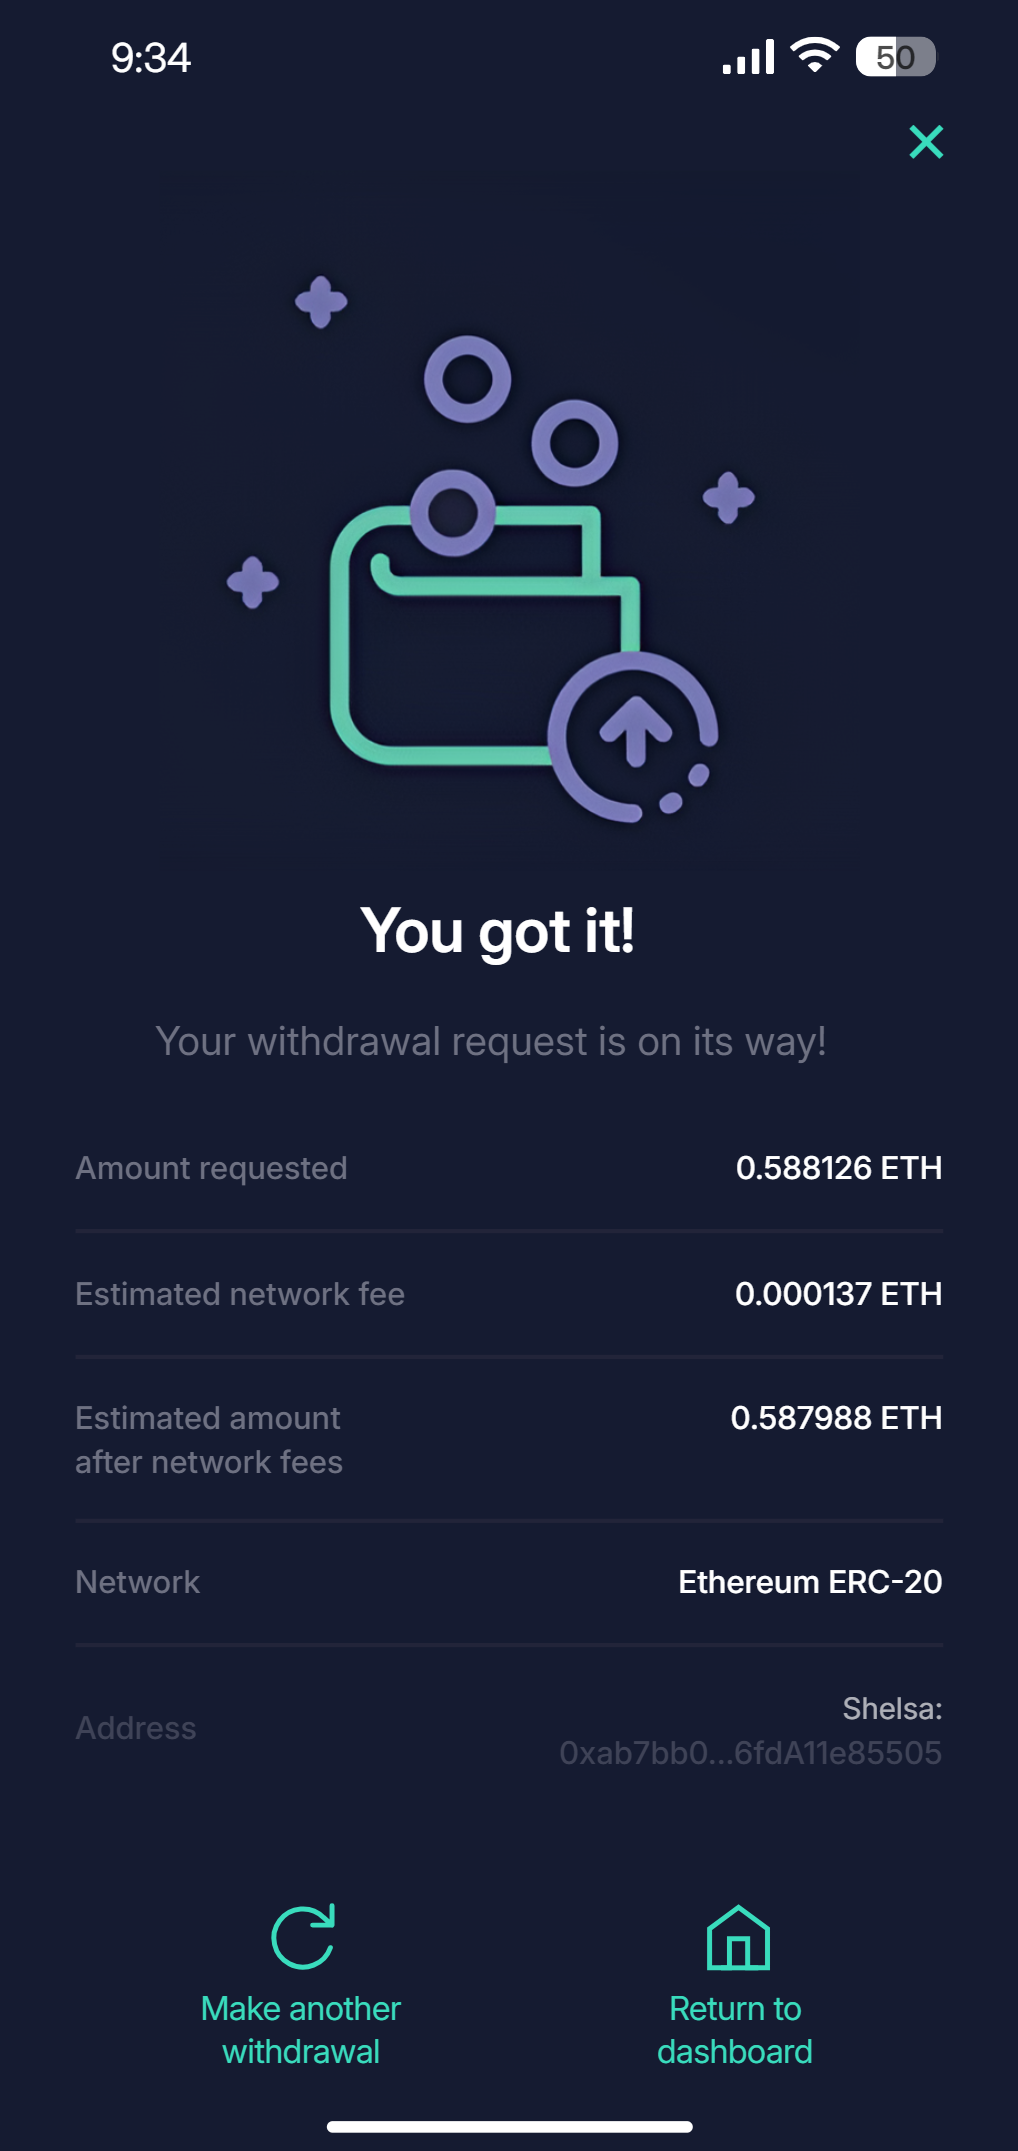 9:34
50
You got it!
Your withdrawal request is on its way!
Amount requested
0.588126 ETH
Estimated network fee
0.000137 ETH
Estimated amount
after network fees
0.587988 ETH
Network
Ethereum ERC-20
Address
Shelsa:
0xab7bb0...6fdA11e85505
Make another
withdrawal
Return to
dashboard